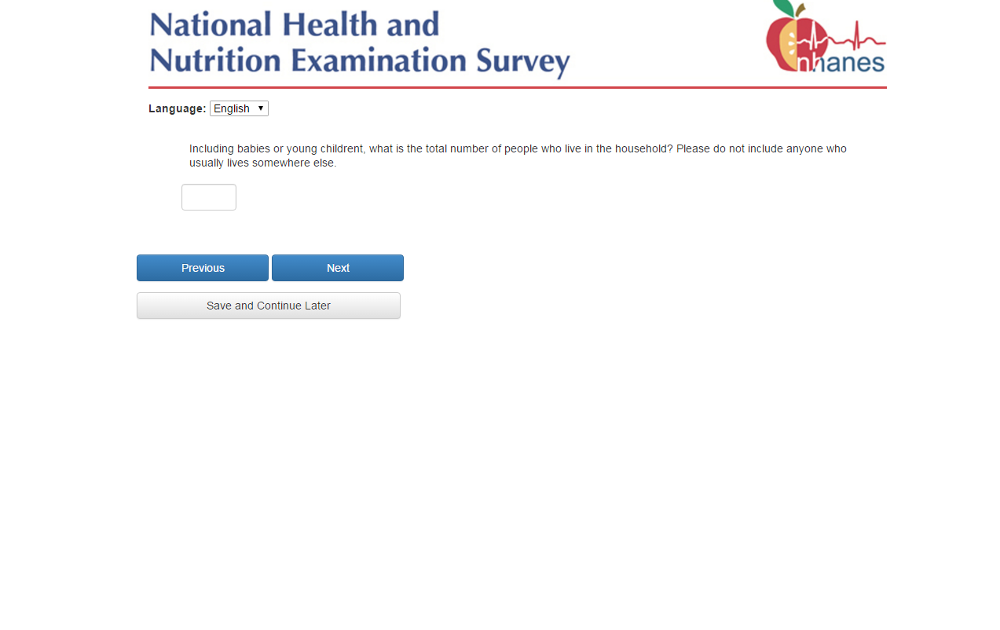 National Health and
Nutrition Examination Survey
nhanes
Language: English
Including babies or young childrent, what is the total number of people who live in the household? Please do not include anyone who
usually lives somewhere else.
Previous Next
Save and Continue Later